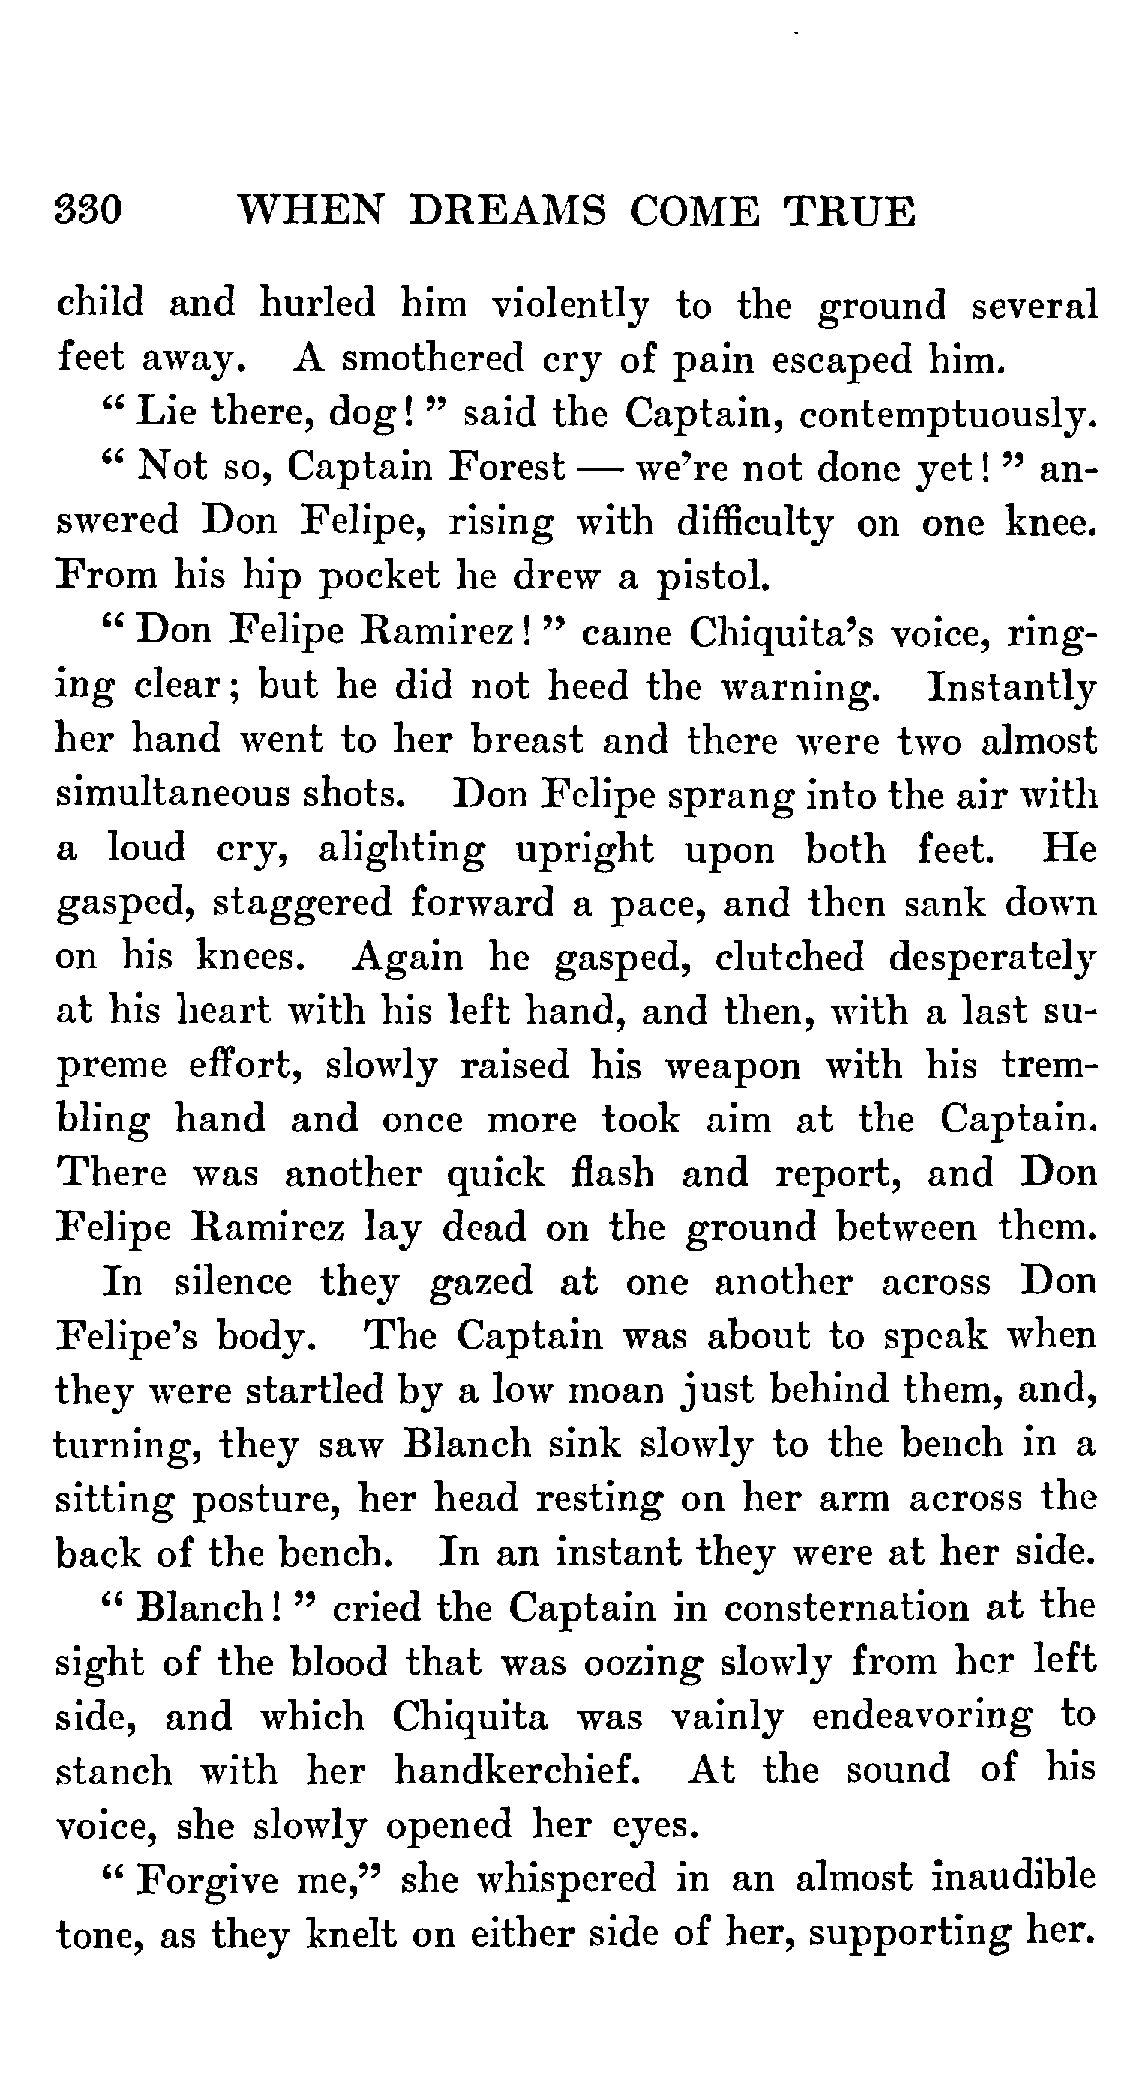 330 WHEN DREAMS COME TRUE
child and hurled him violently to the ground several
feet away. A smothered cry of pain escaped him.
“ Lie there, dog! ” said the Captain, contemptuously.
“ Not so, Captain Forest — we’re not done yet! ” an-
swered Don Felipe, rising with difficulty on one knee.
From his hip pocket he drew a pistol.
“ Don Felipe Ramirez! ” came Chiquita’s voice, ring-
ing clear; but he did not heed the warning. Instantly
her hand went to her breast and there were two almost
simultaneous shots. Don Felipe sprang into the air with
a loud cry, alighting upright upon both feet. He
gasped, staggered forward a pace, and then sank down
on his knees. Again he gasped, clutched desperately
at his heart with his left hand, and then, with a last su-
preme effort, slowly raised his weapon with his trem-
bling hand and once more took aim at the Captain.
There was another quick flash and report, and Don
Felipe Ramirez lay dead on the ground between them.
In silence they gazed at one another across Don
Felipe’s body. The Captain was about to speak when
they were startled by a low moan just behind them, and,
turning, they saw Blanch sink slowly to the bench in a
sitting posture, her head resting on her arm across the
back of the bench. In an instant they were at her side.
“ Blanch! ” cried the Captain in consternation at the
sight of the blood that was oozing slowly from her left
side, and which Chiquita was vainly endeavoring to
stanch with her handkerchief. At the sound of his
voice, she slowly opened her eyes.
“ Forgive me,” she whispered in an almost inaudible
tone, as they knelt on either side of her, supporting her.